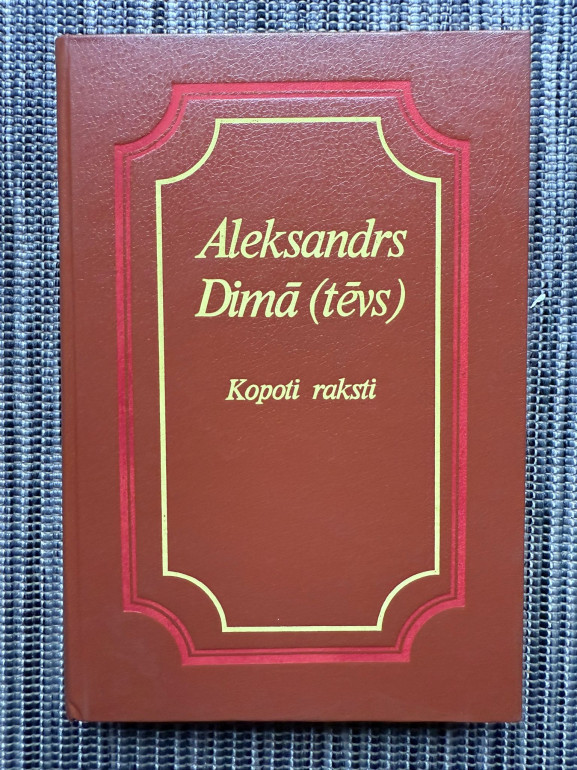 Aleksandrs
Dimā (tēvs)
Kopoti raksti